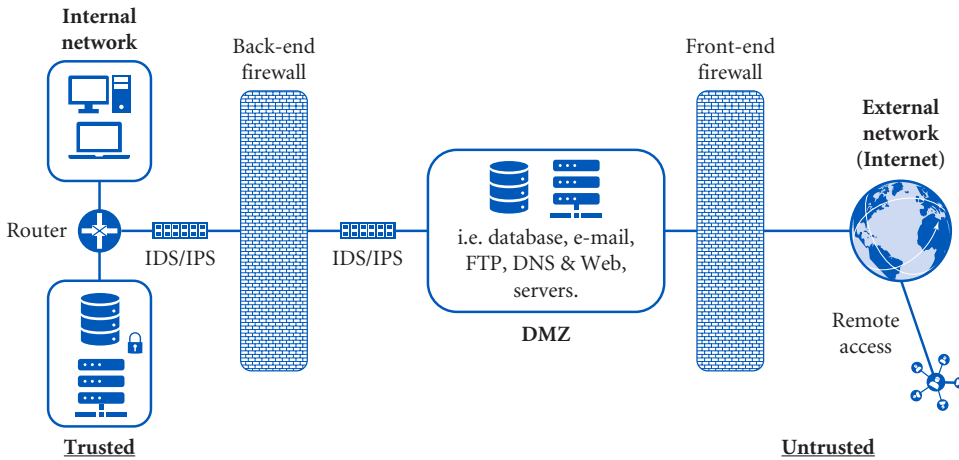 Internal
network
Back-end
firewall
Front-end
firewall
External
network
(Internet)
Router
IDS/IPS
IDS/IPS
i.e. database, e-mail,
FTP, DNS & Web,
servers.
DMZ
Remote
access
Trusted
Untrusted